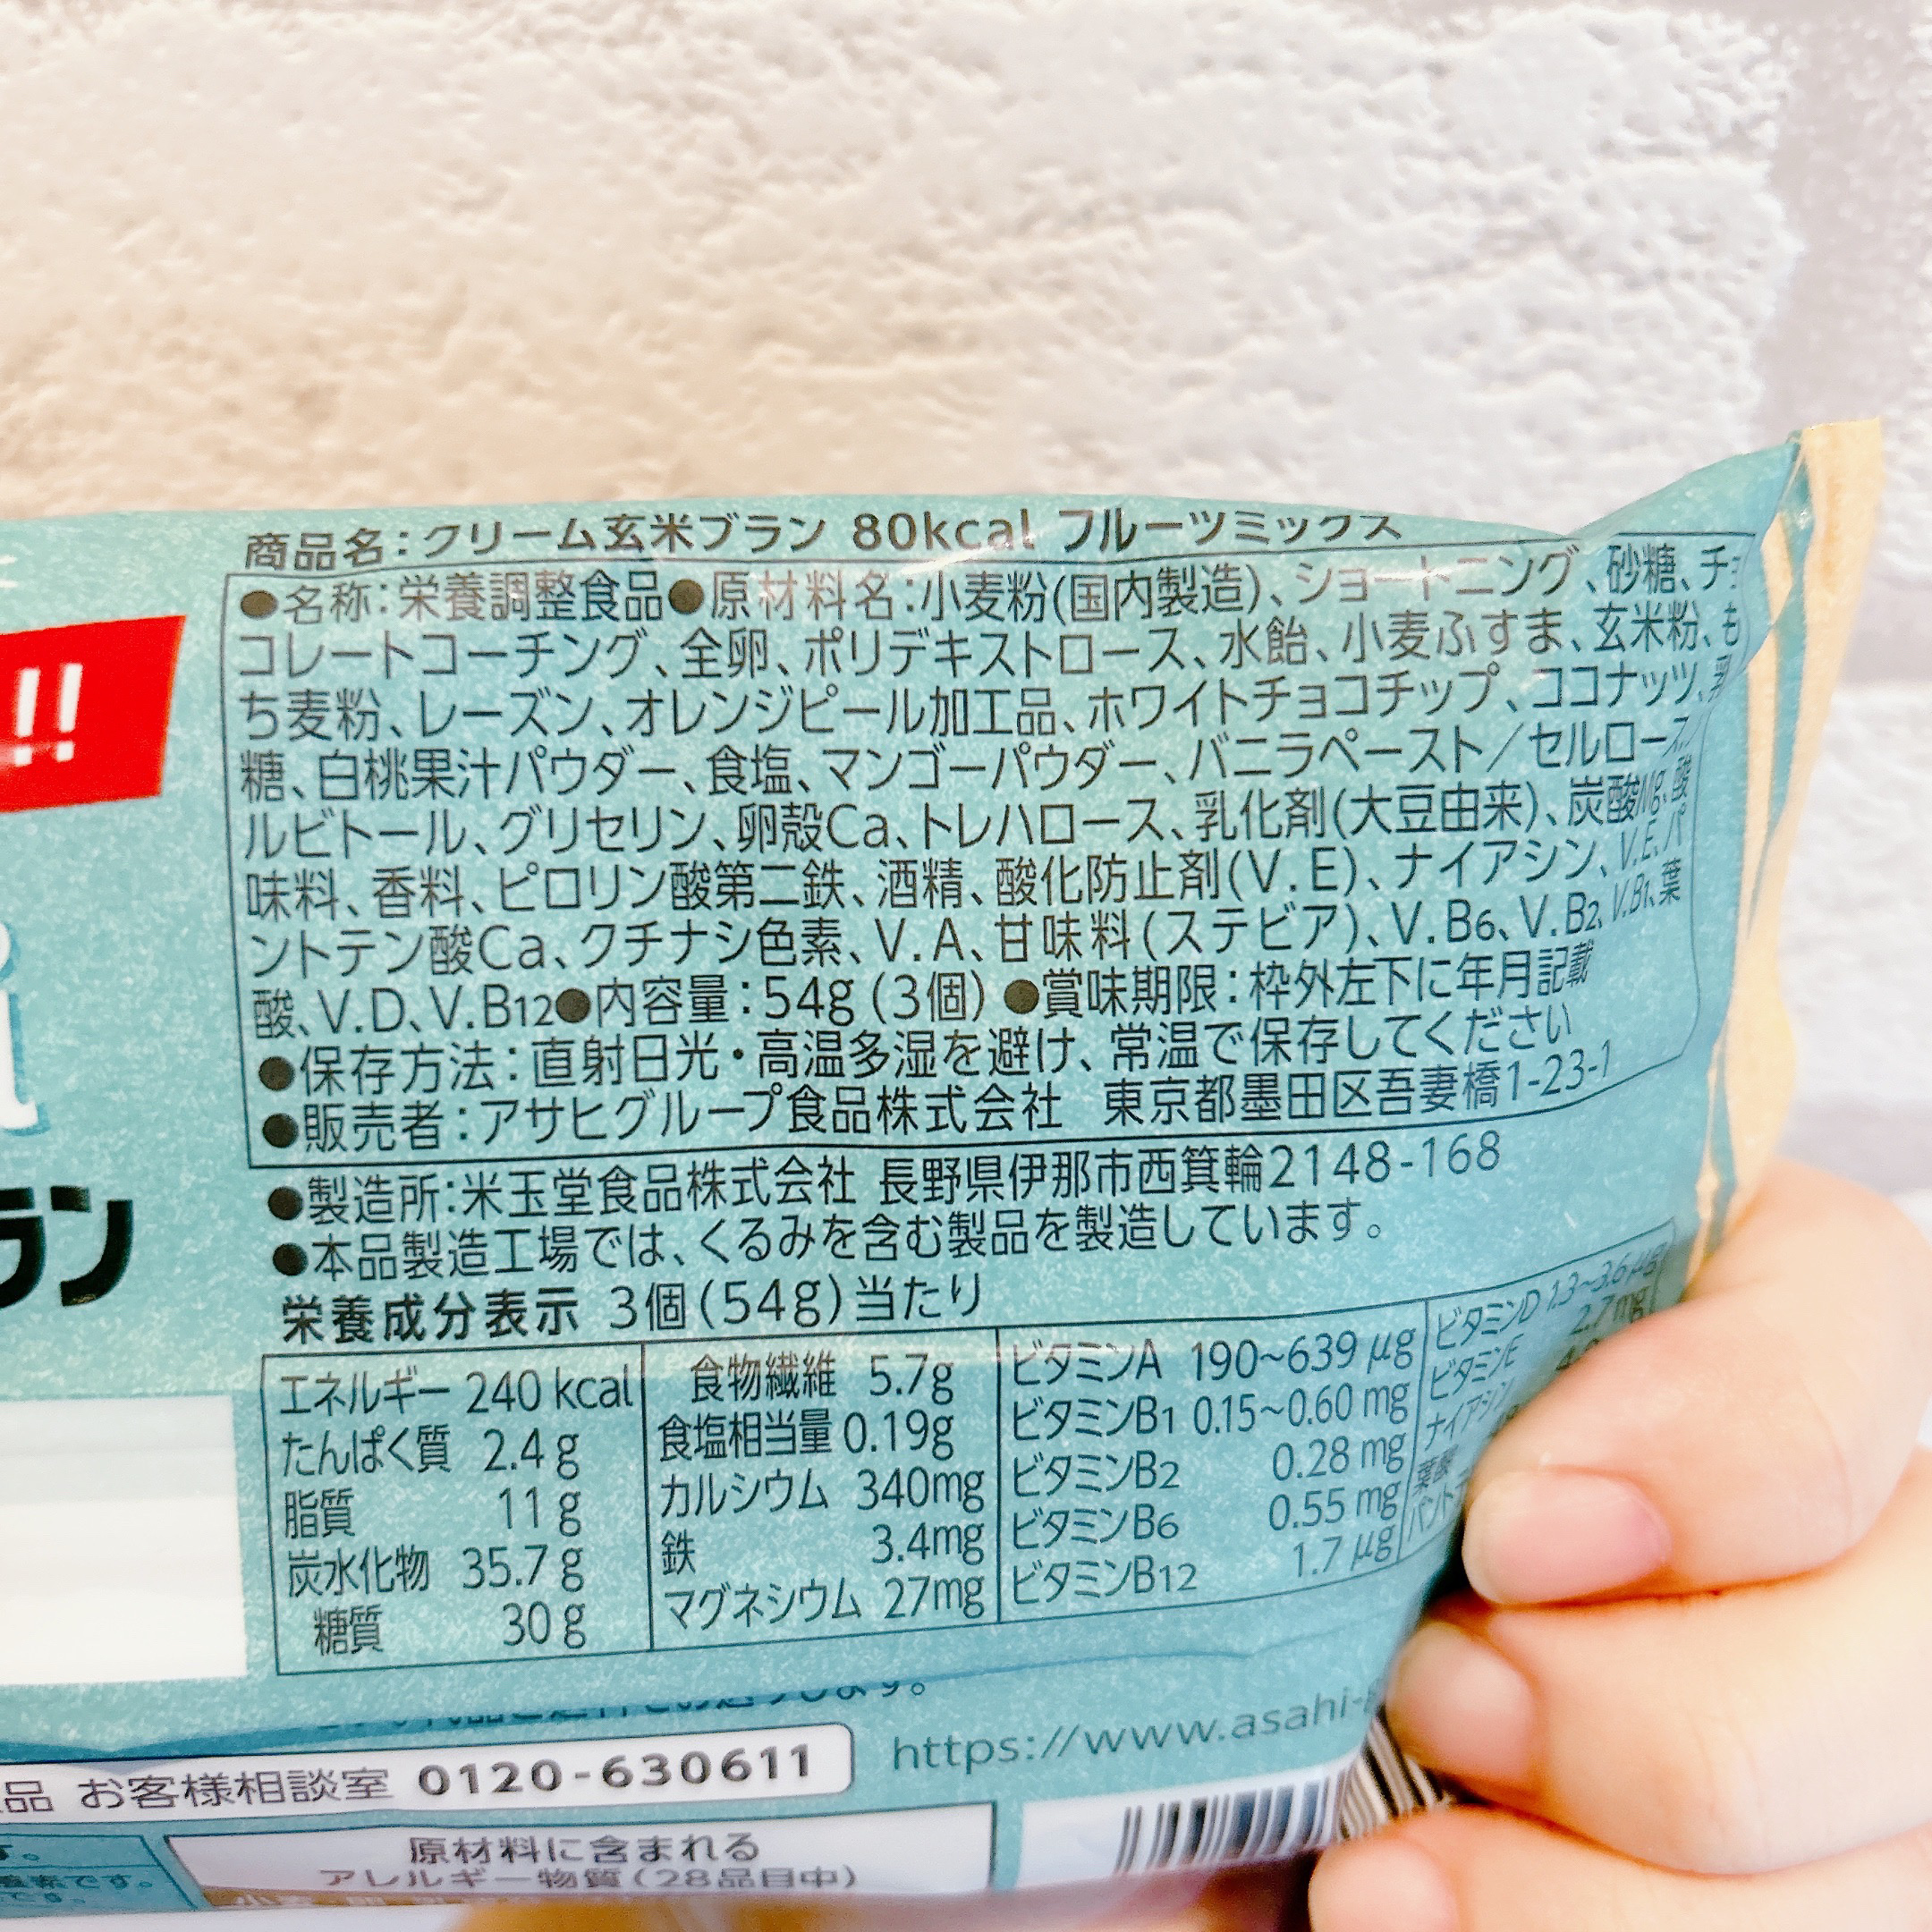 !!
ラン
商品名:クリーム玄米ブラン 80kcal フルーツミックス
●名称:栄養調整食品●原材料名:小麦粉(国内製造)、ショートニング、砂糖、チョ
コレートコーチング、全卵、ポリデキストロース、水飴、小麦ふすま、玄米粉、も
ち麦粉、レーズン、オレンジピール加工品、ホワイトチョコチップ、ココナッツ、乳
糖、白桃果汁パウダー、食塩、マンゴーパウダー、バニラペースト/セルロース、
ルビトール、グリセリン、卵殻Ca、トレハロース、乳化剤(大豆由来)、炭酸Mg、酸
味料、香料、ピロリン酸第二鉄、酒精、酸化防止剤(V.E)、ナイアシン、V.E、パ
ントテン酸Ca、クチナシ色素、V.A、甘味料(ステビア)、V.B6、V.B2、V.B1、葉
酸、V.D、V.B12●内容量:54g(3個)●賞味期限:枠外左下に年月記載
●保存方法:直射日光・高温多湿を避け、常温で保存してください
●販売者:アサヒグループ食品株式会社 東京都墨田区吾妻橋1-23-1
●製造所:米玉堂食品株式会社 長野県伊那市西箕輪2148-168
●本品製造工場では、くるみを含む製品を製造しています。
栄養成分表示 3個(54g)当たり
エネルギー 240 kcal
たんぱく質 2.4 g
脂質 11 g
炭水化物 35.7 g
糖質 30 g
食物繊維 5.7g
食塩相当量 0.19g
カルシウム 340mg
鉄 3.4mg
マグネシウム 27mg
ビタミンA 190~639 μg
ビタミンB1 0.15~0.60 mg
ビタミンB2 0.28 mg
ビタミンB6 0.55 mg
ビタミンB12 1.7 μg
ビタミンD 1.3~3.6 μg
ビタミンE 2.7mg
ナイアシン
葉酸
パントテ
品 お客様相談室 0120-630611
https://www.asahi-
原材料に含まれる
アレルギー物質(28品目中)